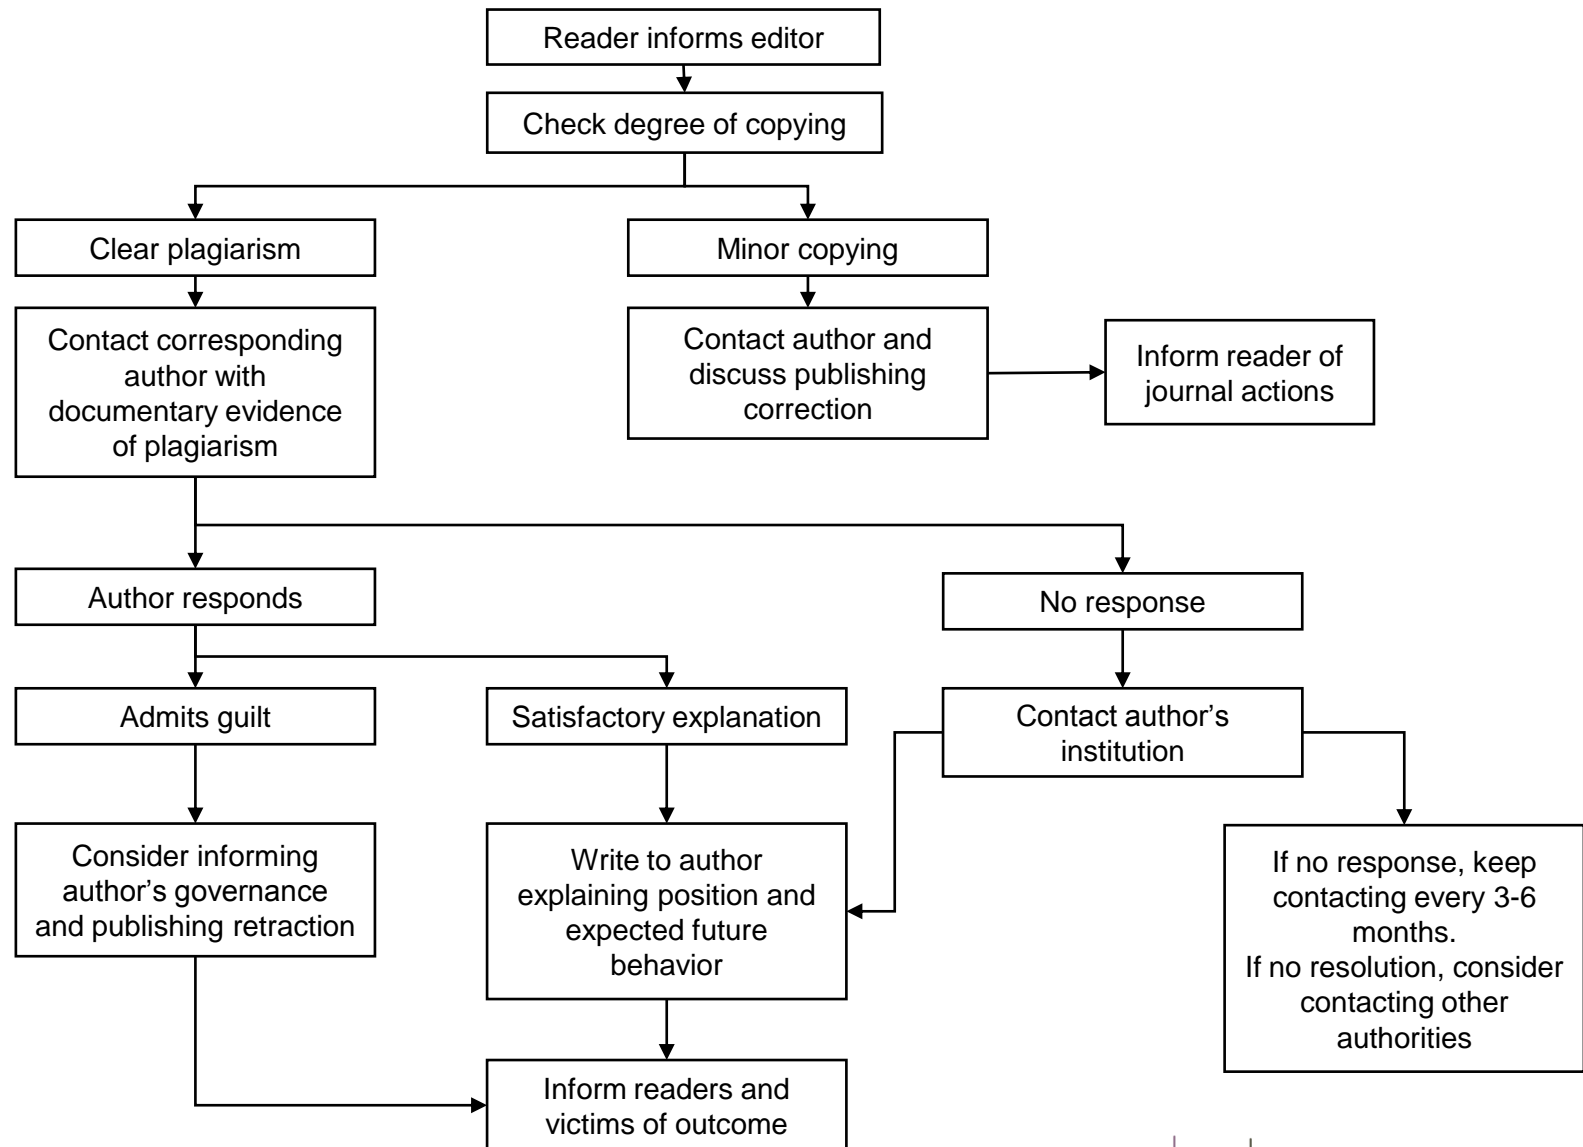 Reader informs editor
Check degree of copying
Clear plagiarism
Minor copying
Contact corresponding
author with
documentary evidence
of plagiarism
Contact author and
discuss publishing
correction
Inform reader of
journal actions
Author responds
No response
Admits guilt
Satisfactory explanation
Contact author’s
institution
Consider informing
author’s governance
and publishing retraction
Write to author
explaining position and
expected future
behavior
If no response, keep
contacting every 3-6
months.
If no resolution, consider
contacting other
authorities
Inform readers and
victims of outcome